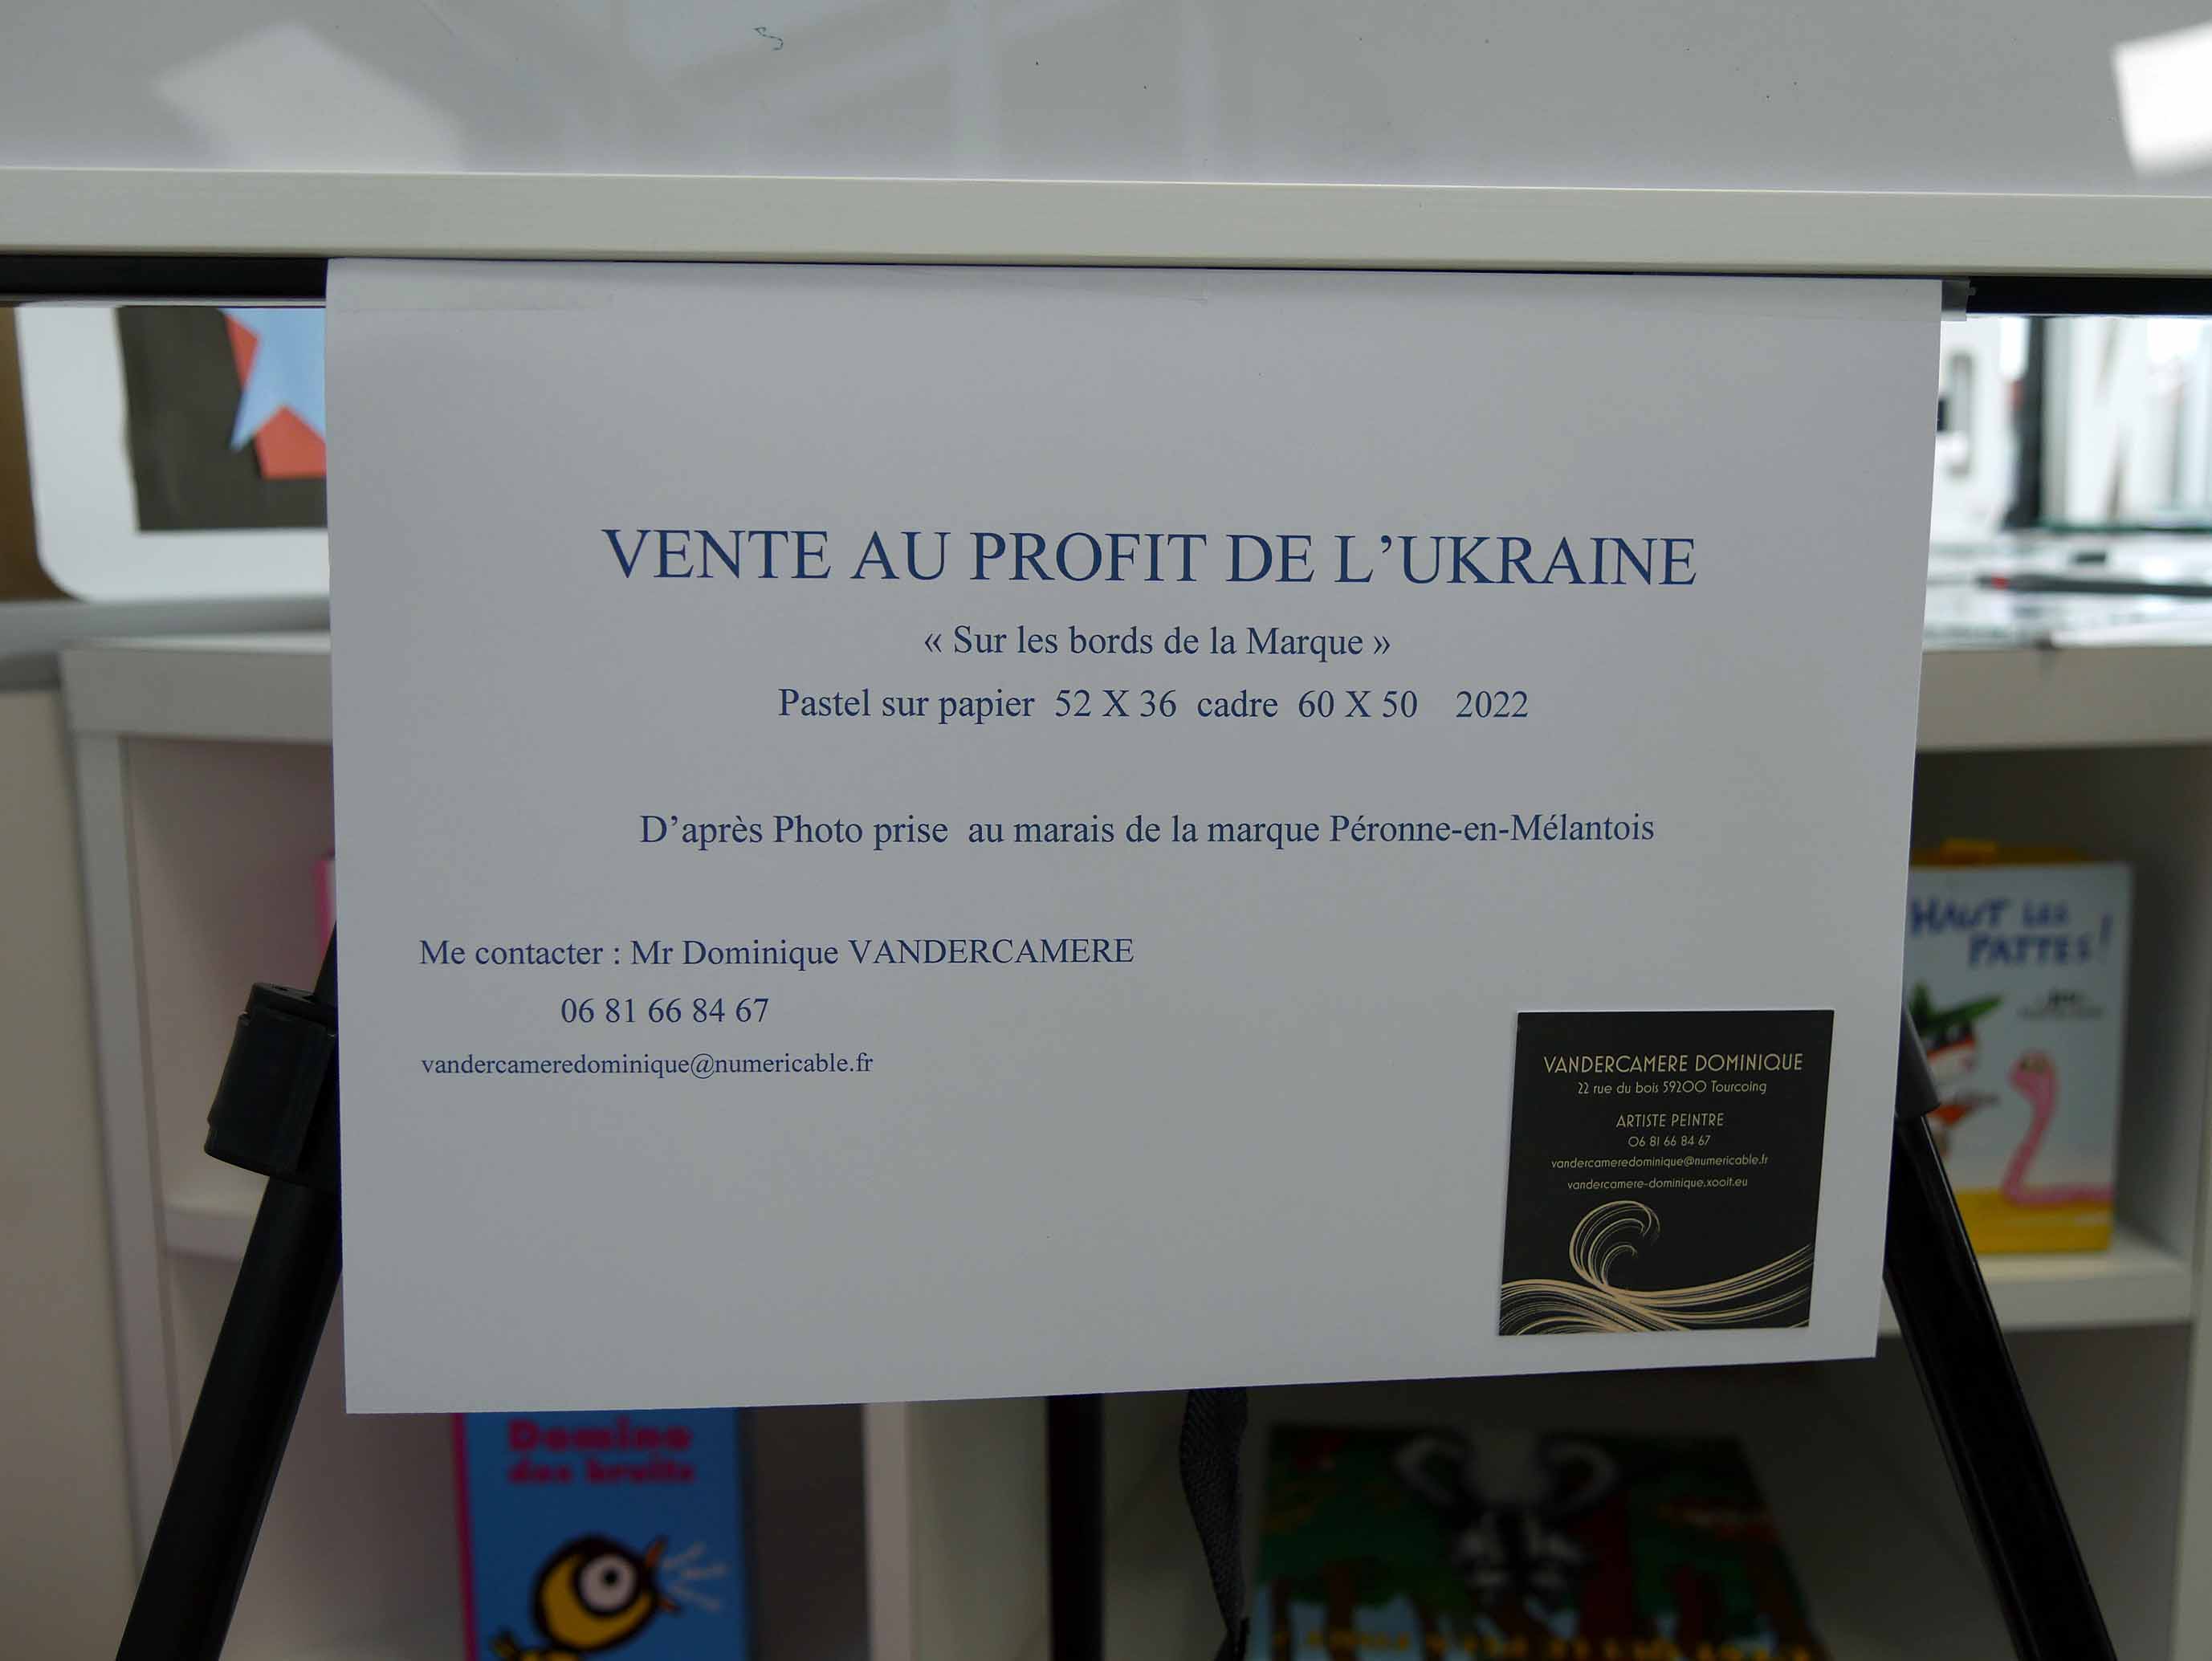 VENTE AU PROFIT DE L’UKRAINE
« Sur les bords de la Marque »
Pastel sur papier 52 X 36 cadre 60 X 50 2022
D’après Photo prise au marais de la marque Péronne-en-Mélantois
Me contacter : Mr Dominique VANDERCAMERE
06 81 66 84 67
vandercameredominique@numericable.fr
VANDERCAMERE DOMINIQUE
22 rue du bois 59200 Tourcoing
ARTISTE PEINTRE
06 81 66 84 67
vandercameredominique@numericable.fr
vandercamere-dominique.xooit.eu
HAUT LES
PATTES !
Domino
des bruits